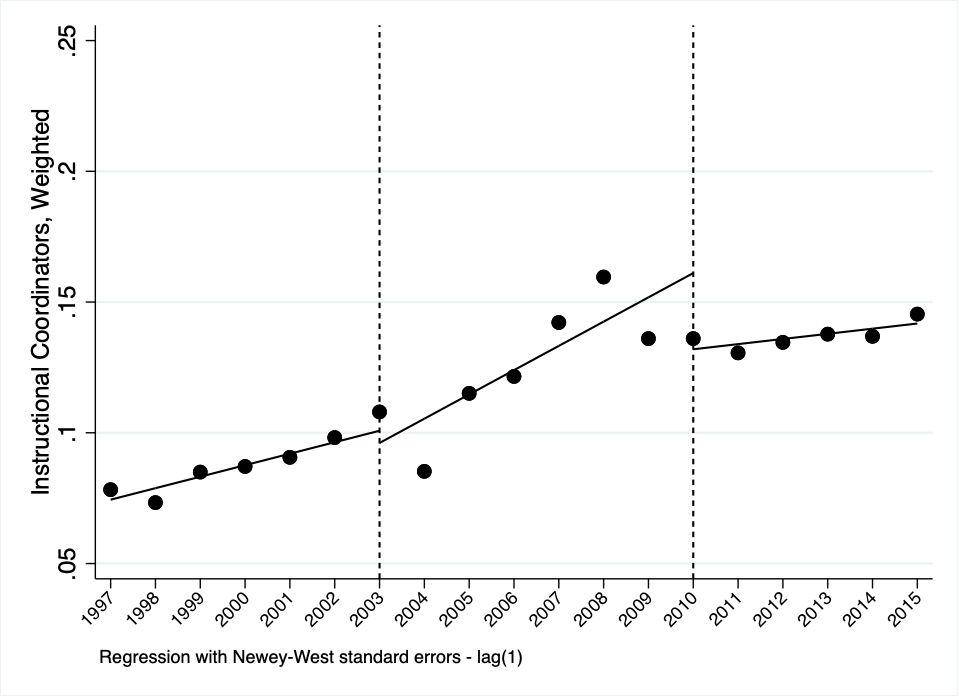 Instructional Coordinators, Weighted
.25
.2
.15
.1
.05
1997 1998 1999 2000 2001 2002 2003 2004 2005 2006 2007 2008 2009 2010 2011 2012 2013 2014 2015
Regression with Newey-West standard errors - lag(1)